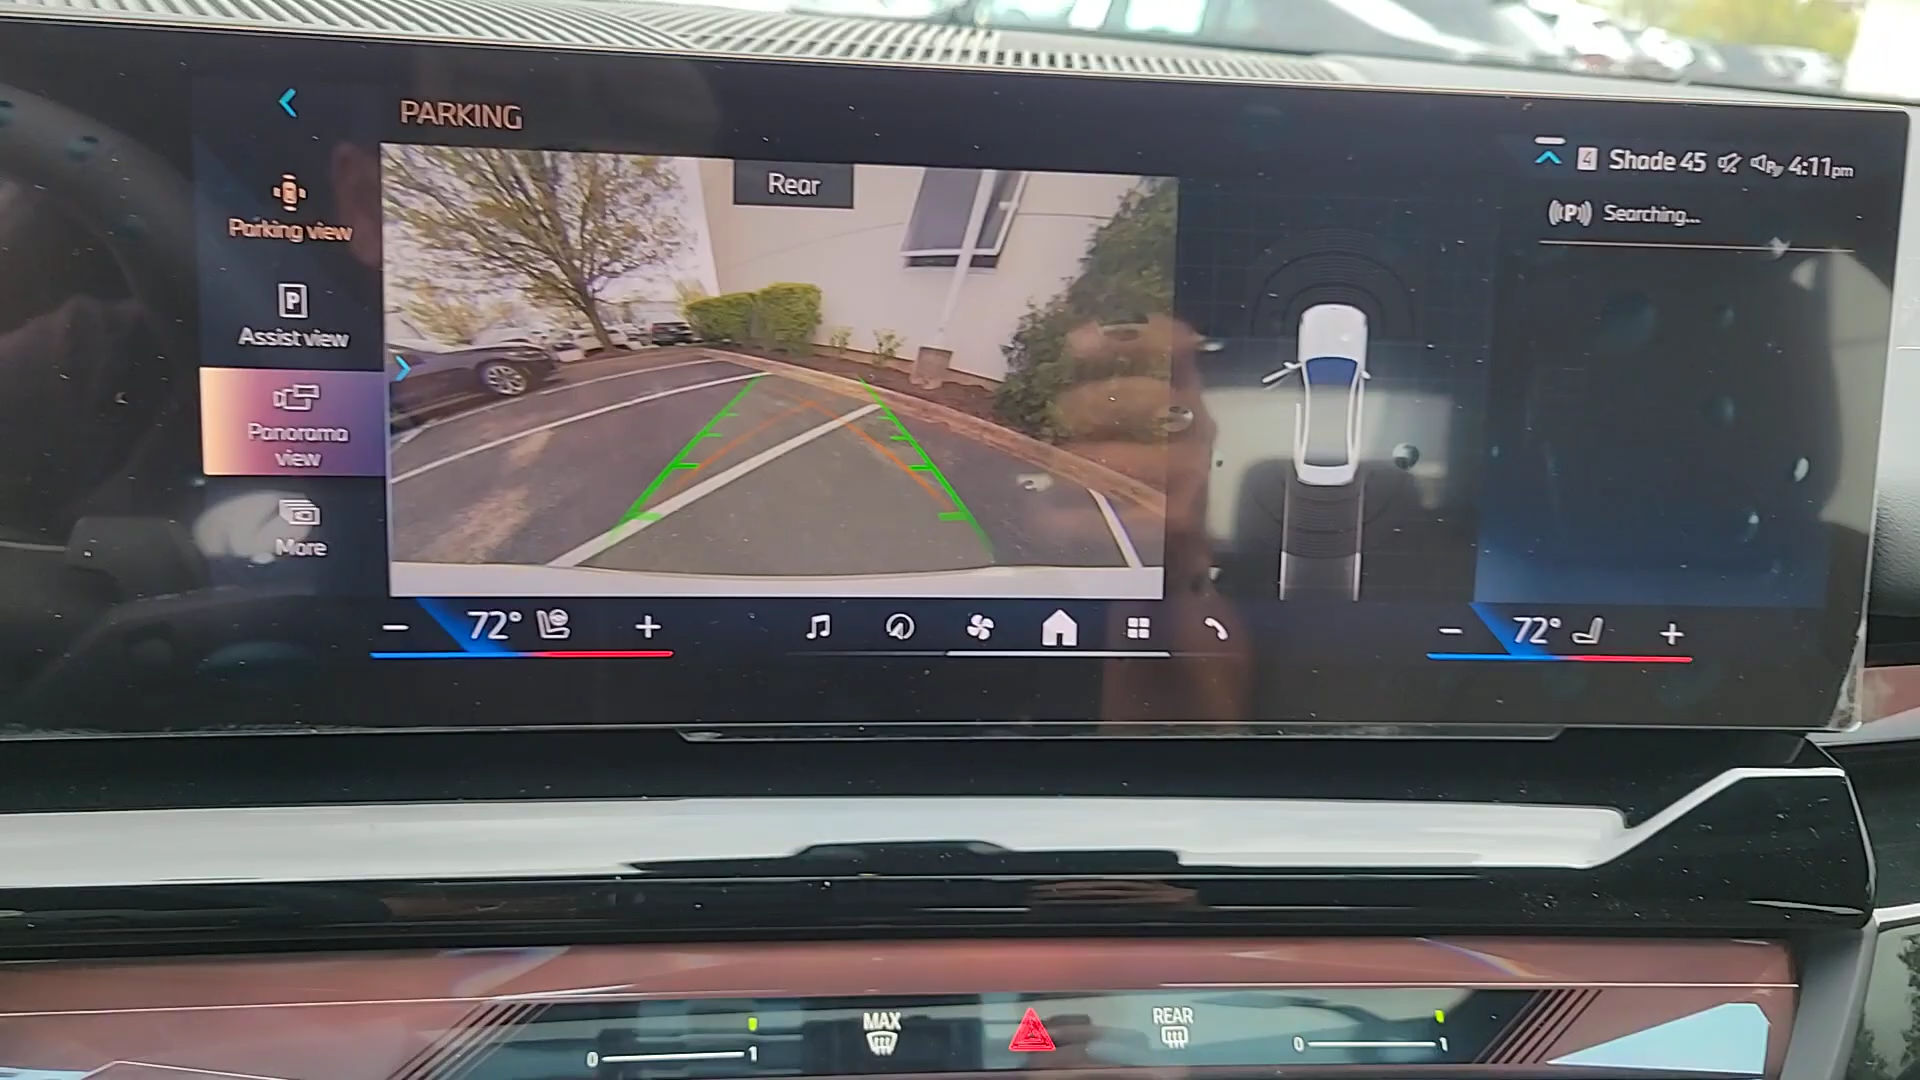 PARKING
Parking view
P
Assist view
Panorama
view
More
Rear
4 Shade 45 4:11pm
(P) Searching...
− 72° +
− 72° +
0 1
MAX
REAR
0 1